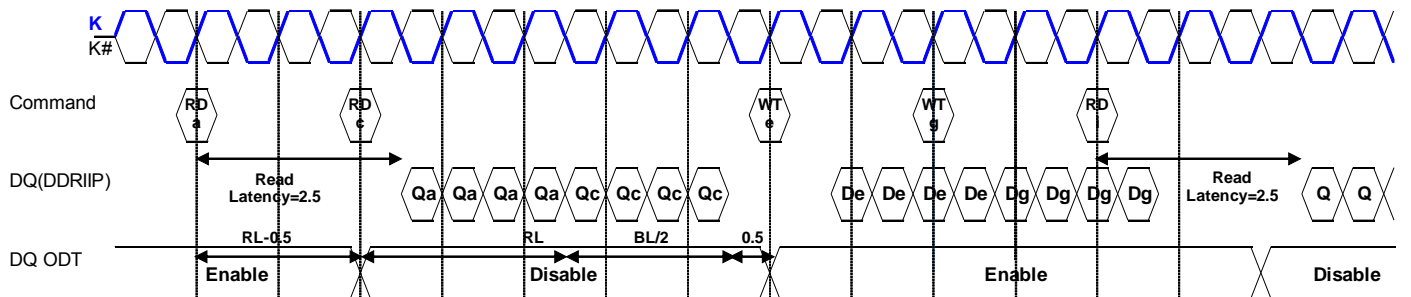 K
K#
Command
RD a
RD c
WT e
WT g
RD
DQ(DDRIIP)
Read
Latency=2.5
Qa Qa Qa Qa Qc Qc Qc Qc
De De De De Dg Dg Dg Dg
Read
Latency=2.5
Q Q
DQ ODT
RL-0.5
RL
BL/2
0.5
Enable
Disable
Enable
Disable